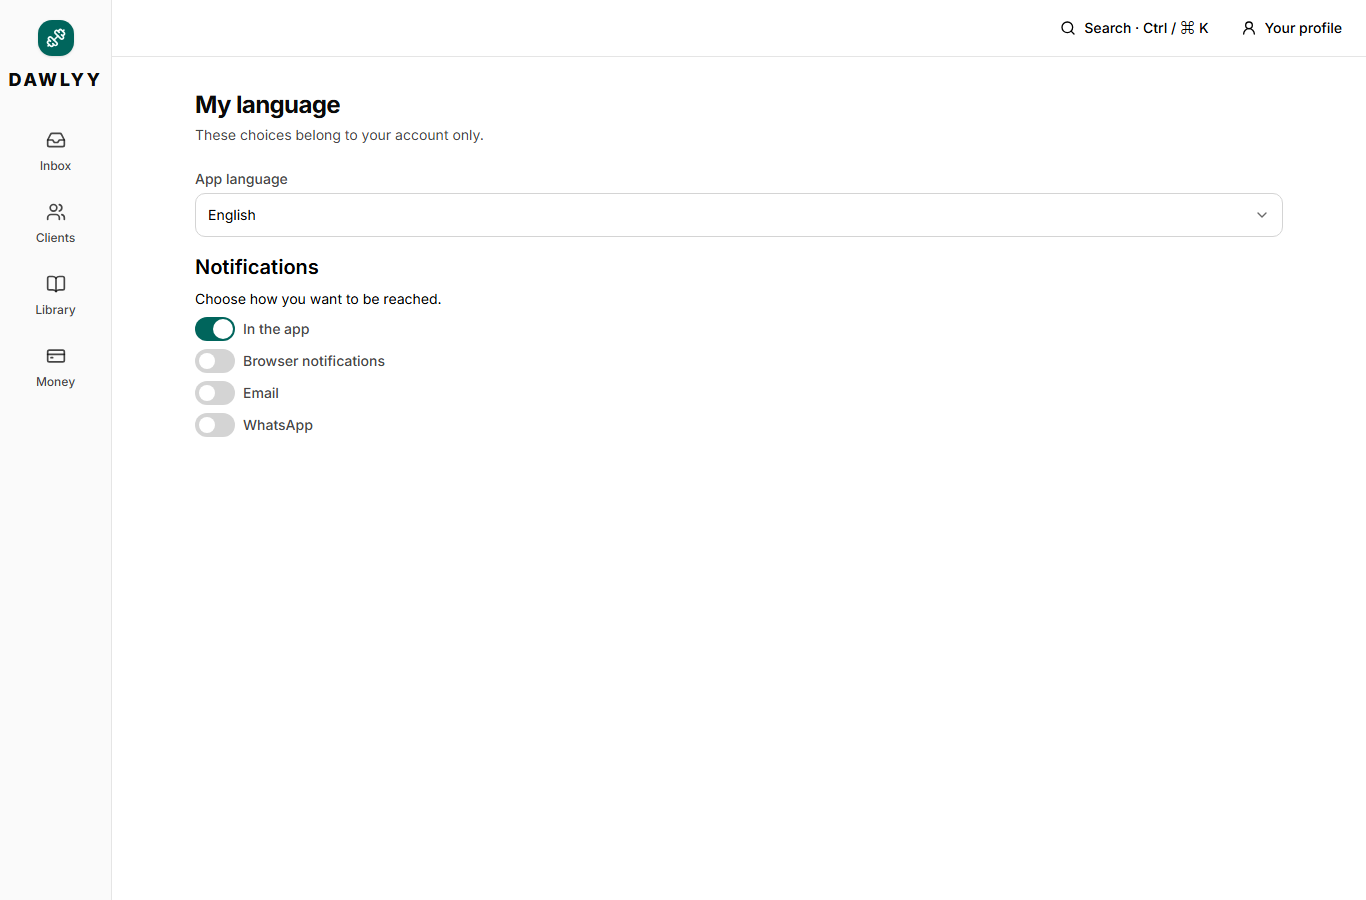 DAWLYY
Inbox
Clients
Library
Money
Search · Ctrl / ⌘ K
Your profile
My language
These choices belong to your account only.
App language
English
Notifications
Choose how you want to be reached.
In the app
Browser notifications
Email
WhatsApp